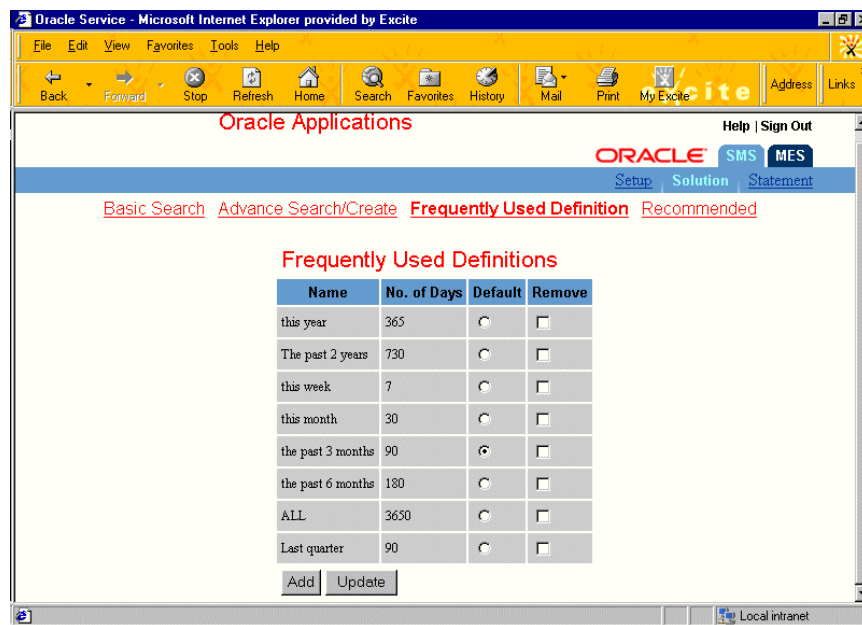 Oracle Service - Microsoft Internet Explorer provided by Excite
File Edit View Favorites Tools Help
Back Forward Stop Refresh Home Search Favorites History Mail Print My Excite excite Address Links
Oracle Applications
Help | Sign Out
ORACLE SMS MES
Setup Solution Statement
Basic Search Advance Search/Create Frequently Used Definition Recommended
Frequently Used Definitions
Name No. of Days Default Remove
this year 365
The past 2 years 730
this week 7
this month 30
the past 3 months 90
the past 6 months 180
ALL 3650
Last quarter 90
Add Update
Local intranet